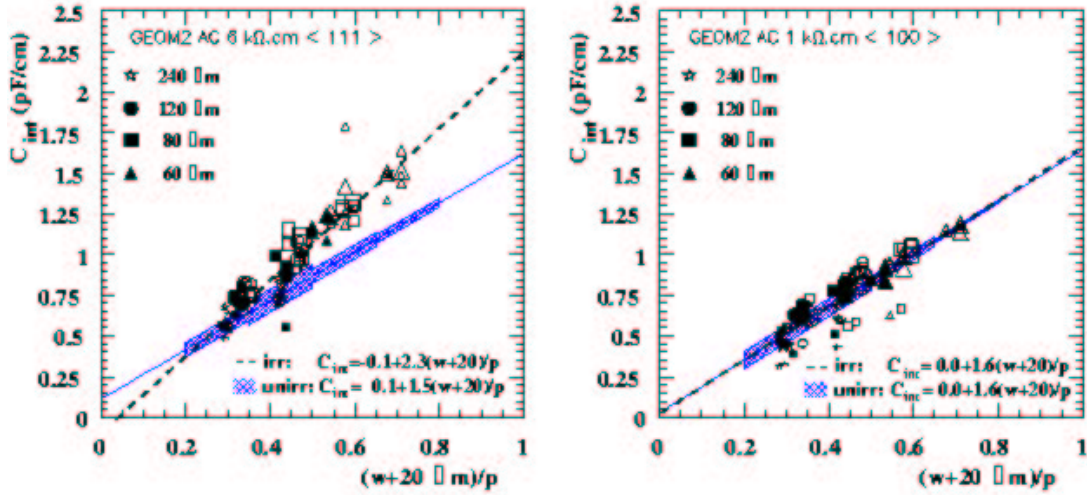 GEOM2 AC 6 kΩ.cm < 111 >
240 □m
120 □m
80 □m
60 □m
C int (pF/cm)
2.5
2.25
2
1.75
1.5
1.25
1
0.75
0.5
0.25
0
irr: C int =-0.1+2.3(w+20)/p
unirr: C int = 0.1+1.5(w+20)/p
0 0.2 0.4 0.6 0.8 1
(w+20 □m)/p
GEOM2 AC 1 kΩ.cm < 100 >
240 □m
120 □m
80 □m
60 □m
C int (pF/cm)
2.5
2.25
2
1.75
1.5
1.25
1
0.75
0.5
0.25
0
irr: C int = 0.0+1.6(w+20)/p
unirr: C int = 0.0+1.6(w+20)/p
0 0.2 0.4 0.6 0.8 1
(w+20 □m)/p